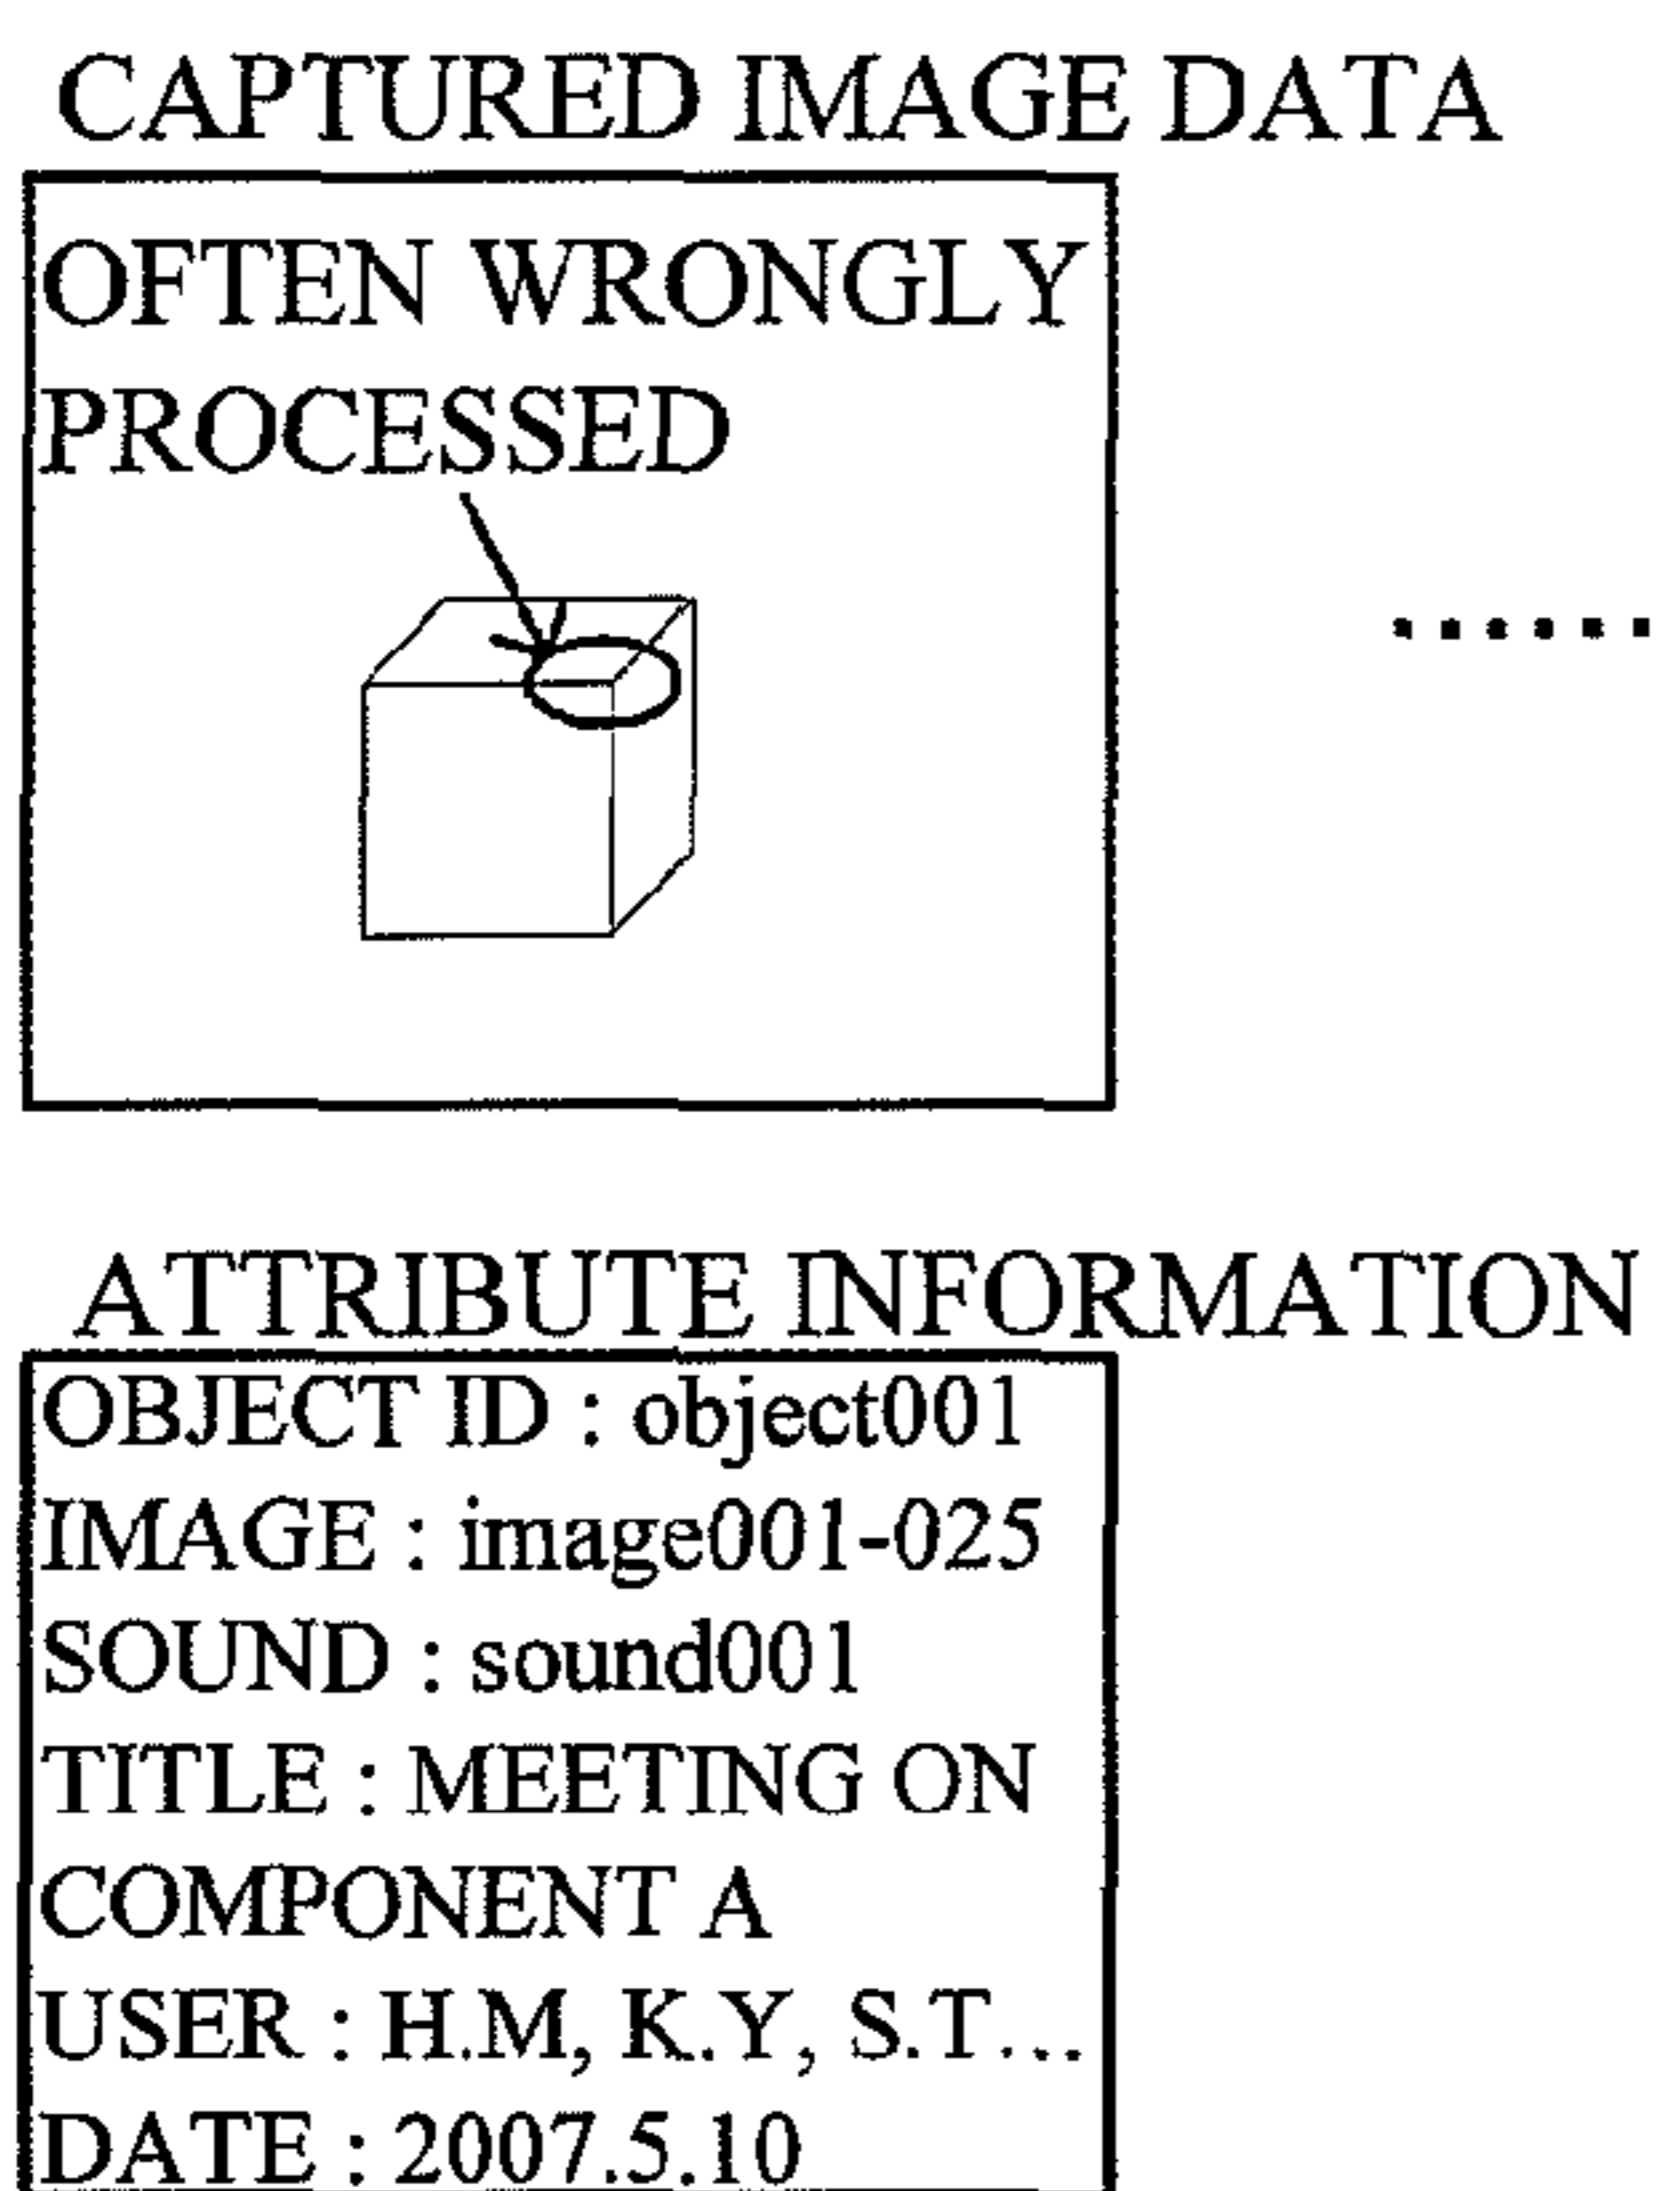 CAPTURED IMAGE DATA
OFTEN WRONGLY
PROCESSED
......
ATTRIBUTE INFORMATION
OBJECT ID : object001
IMAGE : image001-025
SOUND : sound001
TITLE : MEETING ON
COMPONENT A
USER : H.M, K.Y, S.T...
DATE : 2007.5.10